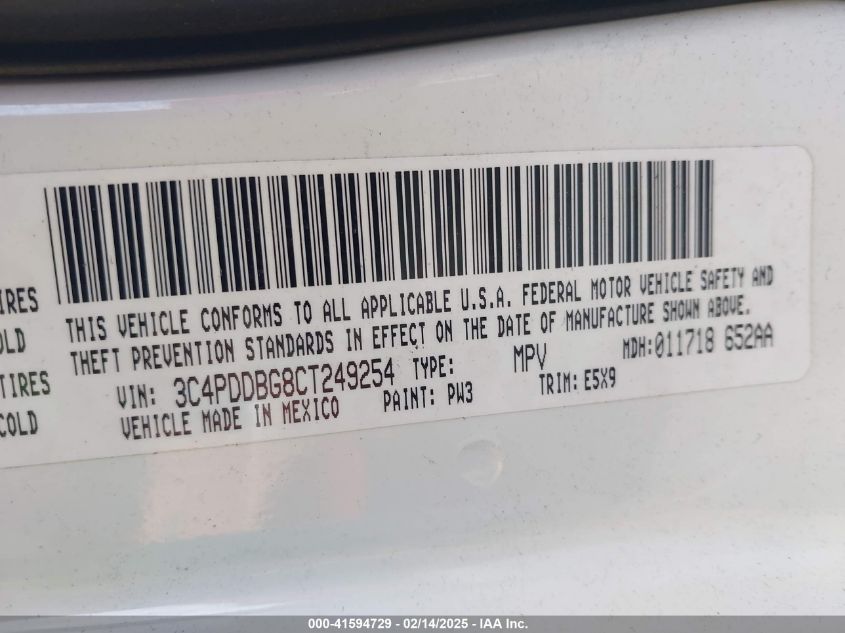 IRES
OLD
TIRES
COLD
THIS VEHICLE CONFORMS TO ALL APPLICABLE U.S.A. FEDERAL MOTOR VEHICLE SAFETY AND
THEFT PREVENTION STANDARDS IN EFFECT ON THE DATE OF MANUFACTURE SHOWN ABOVE.
VIN: 3C4PDDBG8CT249254 TYPE: MPV MDH:011718 652AA
VEHICLE MADE IN MEXICO PAINT: PW3 TRIM: E5X9
000-41594729 - 02/14/2025 - IAA Inc.